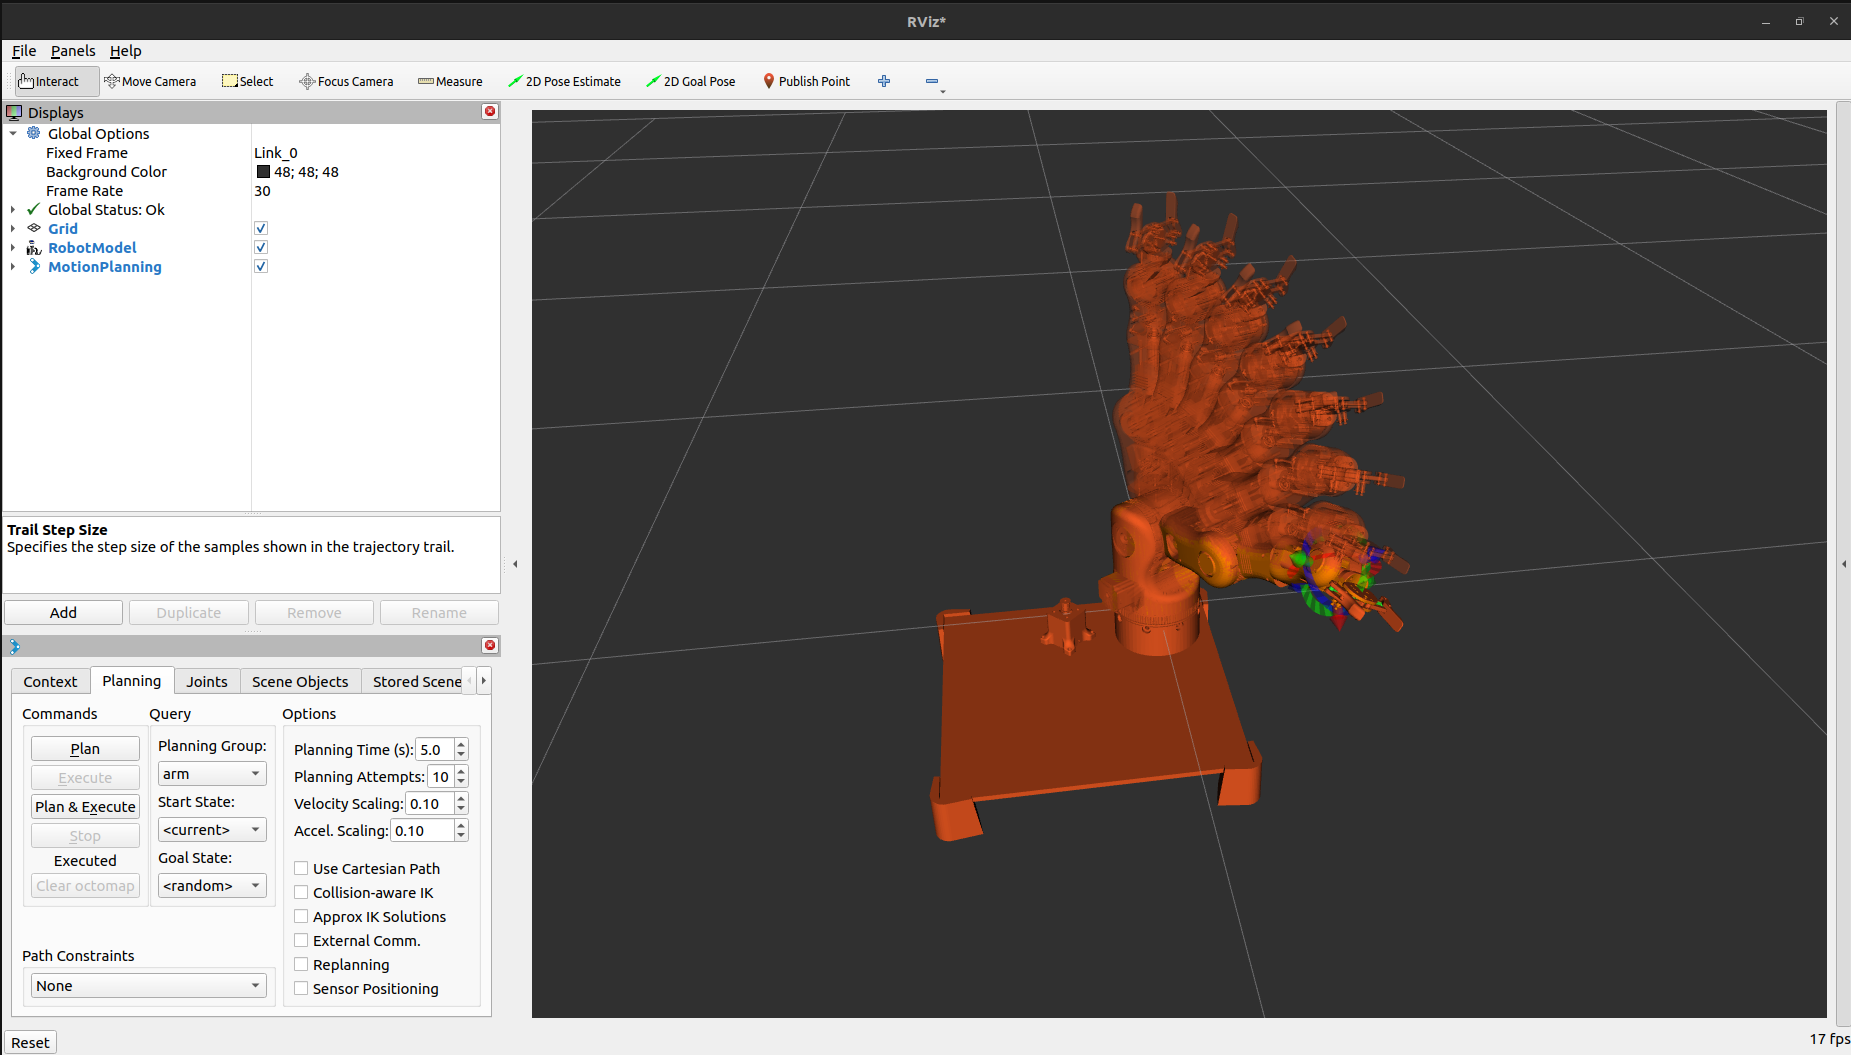 RViz*
File Panels Help
Interact Move Camera Select Focus Camera Measure 2D Pose Estimate 2D Goal Pose Publish Point
Displays
Global Options
Fixed Frame Link_0
Background Color 48; 48; 48
Frame Rate 30
Global Status: Ok
Grid
RobotModel
MotionPlanning
Trail Step Size
Specifies the step size of the samples shown in the trajectory trail.
Add Duplicate Remove Rename
Context Planning Joints Scene Objects Stored Scene
Commands Query Options
Plan
Execute
Plan & Execute
Stop
Executed
Clear octomap
Planning Group:
arm
Start State:
<current>
Goal State:
<random>
Planning Time (s): 5.0
Planning Attempts: 10
Velocity Scaling: 0.10
Accel. Scaling: 0.10
Use Cartesian Path
Collision-aware IK
Approx IK Solutions
External Comm.
Replanning
Sensor Positioning
Path Constraints
None
Reset
17 fps